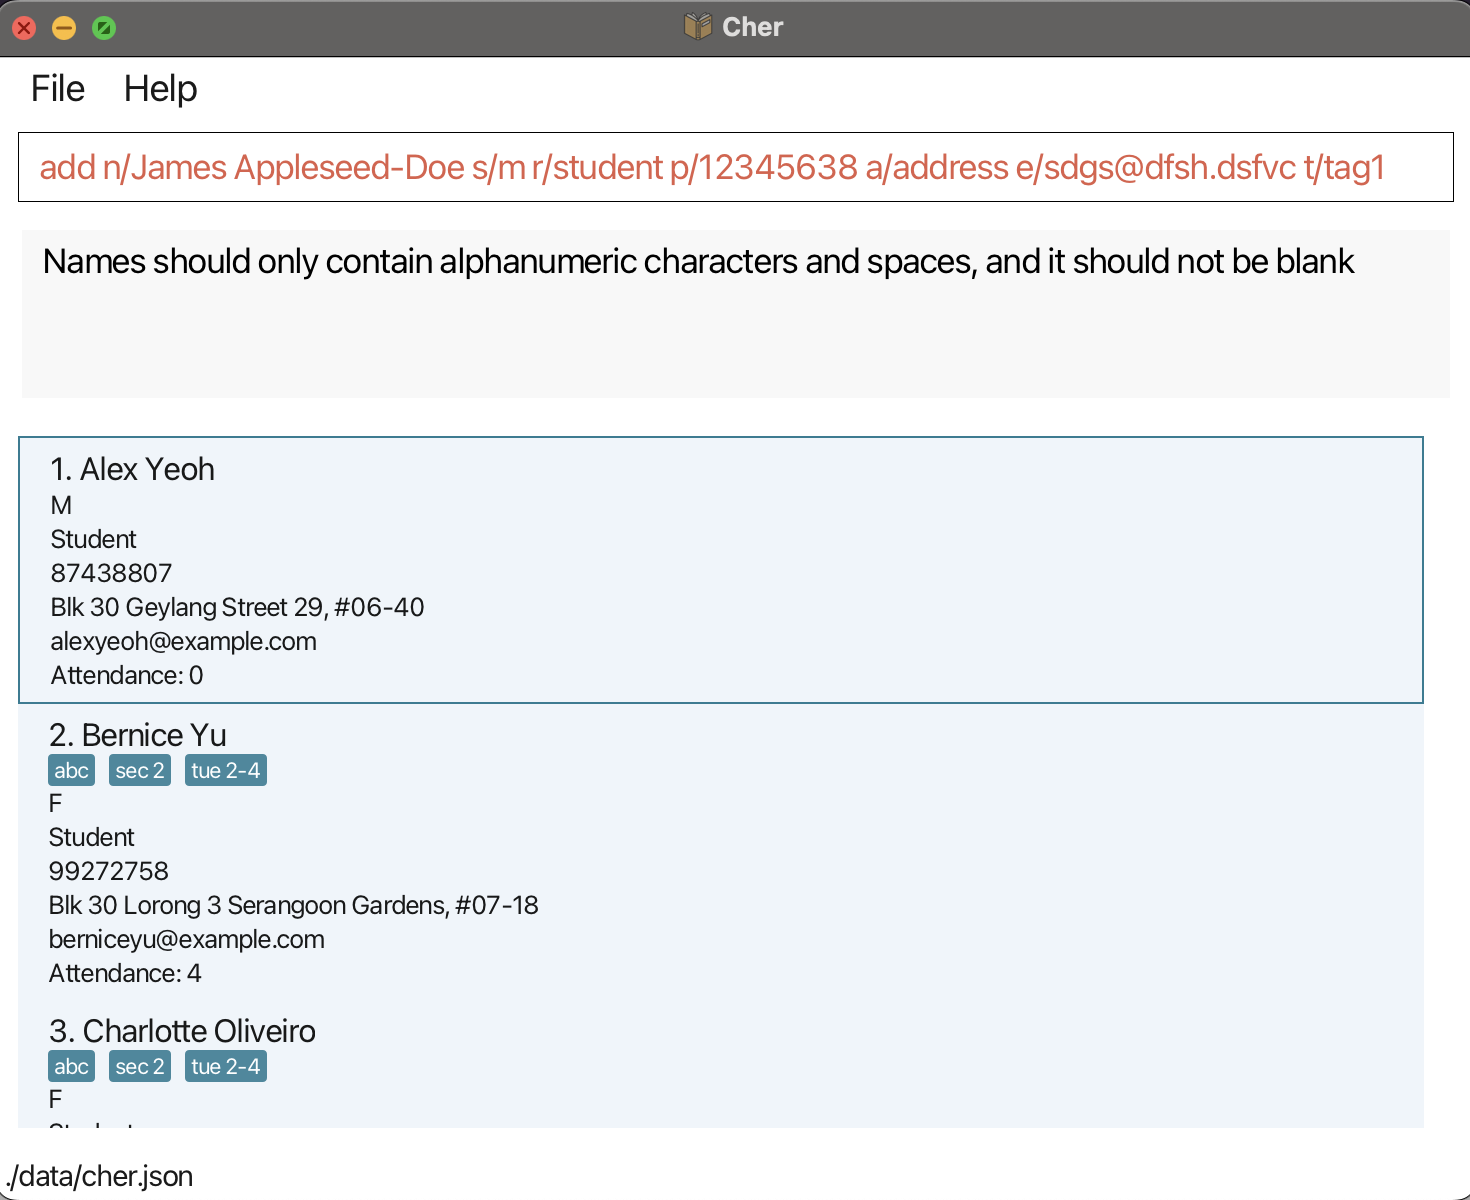 Cher
File Help
add n/James Appleseed-Doe s/m r/student p/12345638 a/address e/sdgs@dfsh.dsfvc t/tag1
Names should only contain alphanumeric characters and spaces, and it should not be blank
1. Alex Yeoh
M
Student
87438807
Blk 30 Geylang Street 29, #06-40
alexyeoh@example.com
Attendance: 0
2. Bernice Yu
abc sec 2 tue 2-4
F
Student
99272758
Blk 30 Lorong 3 Serangoon Gardens, #07-18
berniceyu@example.com
Attendance: 4
3. Charlotte Oliveiro
abc sec 2 tue 2-4
F
./data/cher.json